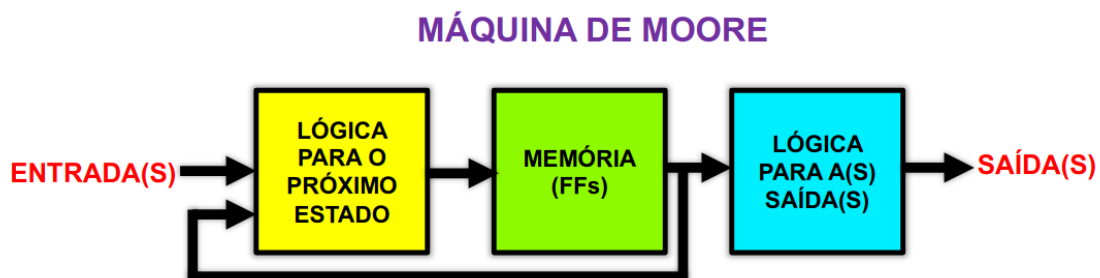 MÁQUINA DE MOORE
ENTRADA(S)
LÓGICA
PARA O
PRÓXIMO
ESTADO
MEMÓRIA
(FFs)
LÓGICA
PARA A(S)
SAÍDA(S)
SAÍDA(S)